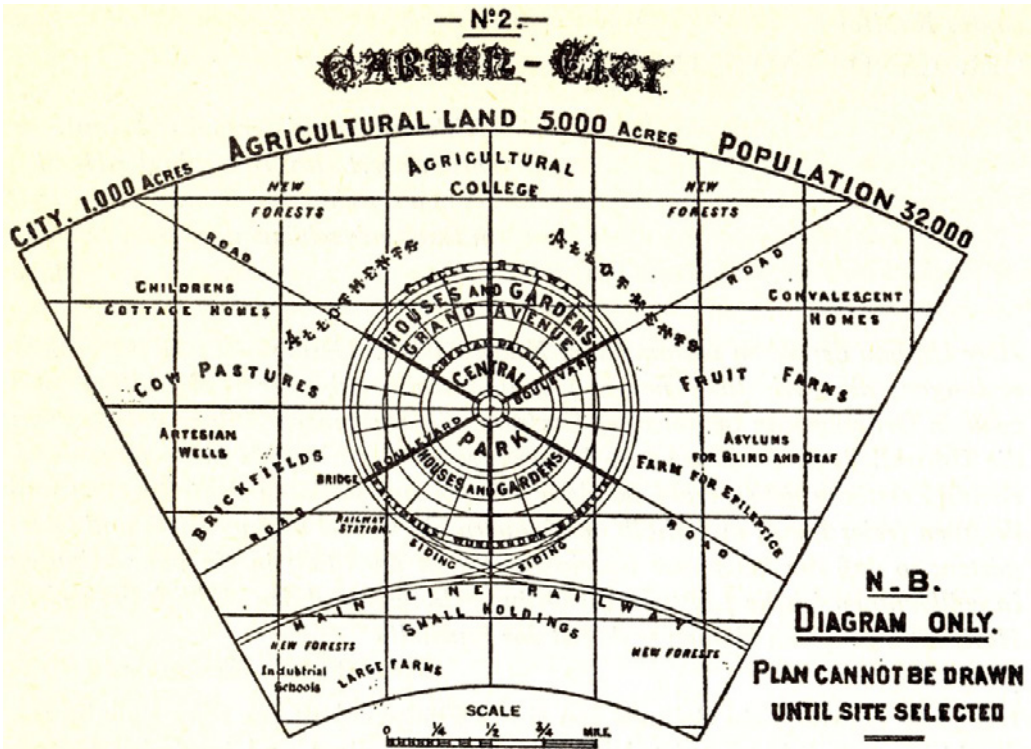 — No 2. —
GARDEN - CITY
CITY. 1,000 ACRES AGRICULTURAL LAND 5,000 ACRES POPULATION 32,000
AGRICULTURAL
COLLEGE
NEW
FORESTS
NEW
FORESTS
ROAD
ALLOTMENTS
ALLOTMENTS
ROAD
CIRCLE RAILWAY
CHILDRENS
COTTAGE HOMES
HOUSES AND GARDENS
GRAND AVENUE
CRYSTAL PALACE
CONVALESCENT
HOMES
COW PASTURES
CENTRAL
PARK
BOULEVARD
FRUIT FARMS
ARTESIAN
WELLS
BOULEVARD
HOUSES AND GARDENS
ASYLUMS
FOR BLIND AND DEAF
BRICKFIELDS
BRIDGE
FARM FOR EPILEPTICS
ROAD
RAILWAY
STATION
ROAD
SIDING
SIDING
MAIN LINE RAILWAY
SMALL HOLDINGS
NEW FORESTS
NEW FORESTS
Industrial
Schools
LARGE FARMS
N.B.
DIAGRAM ONLY.
PLAN CANNOT BE DRAWN
UNTIL SITE SELECTED
SCALE
0 1/4 1/2 3/4 MILE.